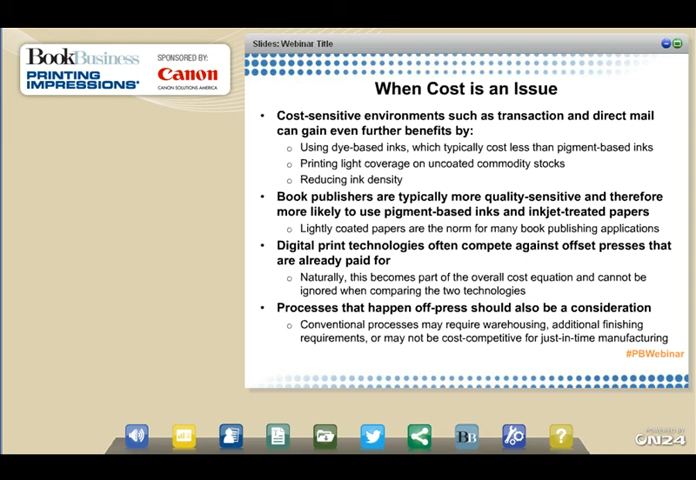 BookBusiness
PRINTING
IMPRESSIONS
SPONSORED BY:
Canon
CANON SOLUTIONS AMERICA
Slides: Webinar Title
When Cost is an Issue
• Cost-sensitive environments such as transaction and direct mail
can gain even further benefits by:
○ Using dye-based inks, which typically cost less than pigment-based inks
○ Printing light coverage on uncoated commodity stocks
○ Reducing ink density
• Book publishers are typically more quality-sensitive and therefore
more likely to use pigment-based inks and inkjet-treated papers
○ Lightly coated papers are the norm for many book publishing applications
• Digital print technologies often compete against offset presses that
are already paid for
○ Naturally, this becomes part of the overall cost equation and cannot be
ignored when comparing the two technologies
• Processes that happen off-press should also be a consideration
○ Conventional processes may require warehousing, additional finishing
requirements, or may not be cost-competitive for just-in-time manufacturing
#PBWebinar
BB
?
POWERED BY
ON24